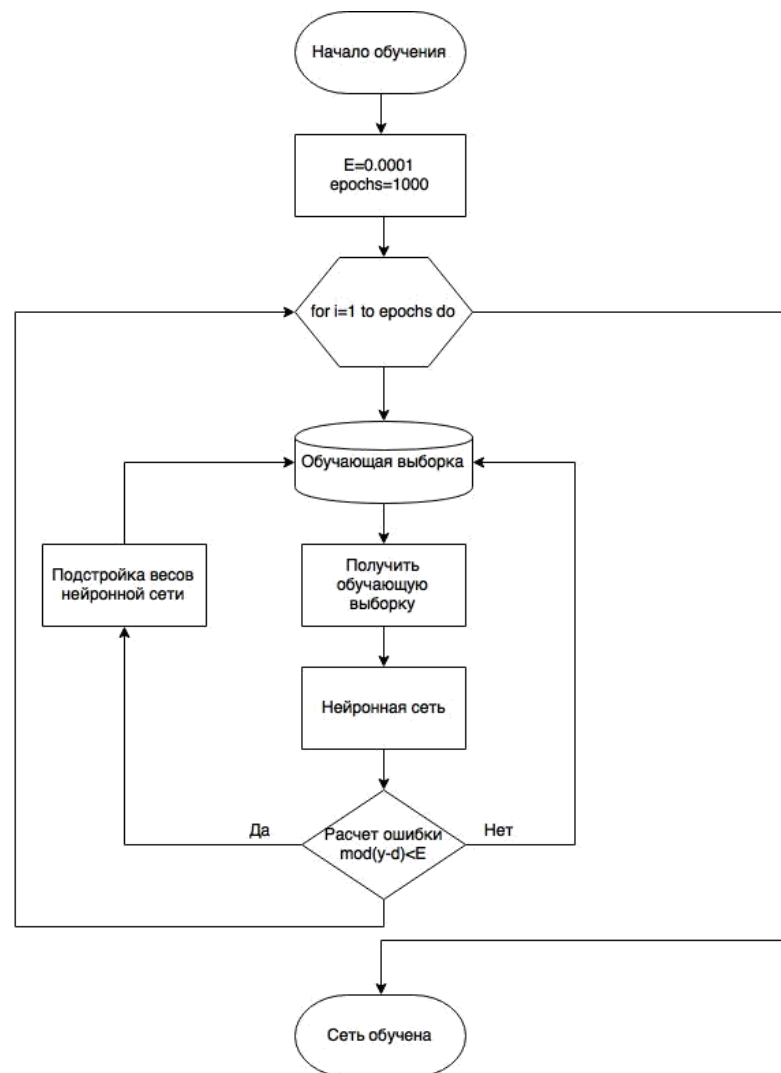 Начало обучения
E=0.0001
epochs=1000
for i=1 to epochs do
Обучающая выборка
Подстройка весов
нейронной сети
Получить
обучающую
выборку
Нейронная сеть
Да
Расчет ошибки
mod(y-d)<E
Нет
Сеть обучена